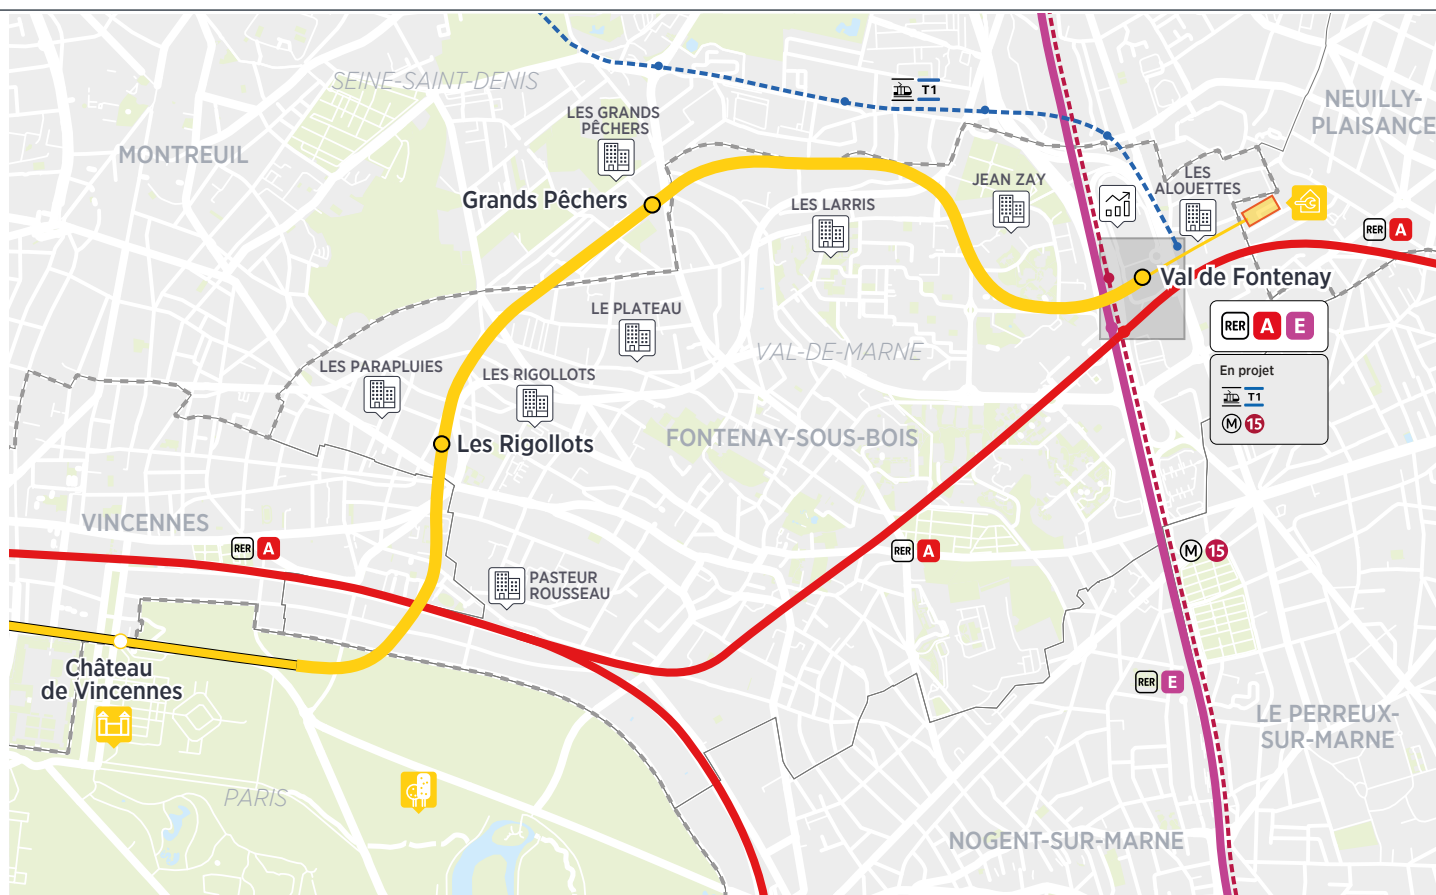 SEINE-SAINT-DENIS
T1
NEUILLY-
PLAISANCE
LES GRANDS
PÊCHERS
MONTREUIL
Grands Pêchers
JEAN ZAY
LES
ALOUETTES
LES LARRIS
RER A
Val de Fontenay
RER A E
En projet
T1
M 15
LE PLATEAU
VAL-DE-MARNE
LES PARAPLUIES
LES RIGOLLOTS
Les Rigollots
FONTENAY-SOUS-BOIS
VINCENNES
RER A
RER A
M 15
PASTEUR
ROUSSEAU
Château
de Vincennes
RER E
LE PERREUX-
SUR-MARNE
PARIS
NOGENT-SUR-MARNE